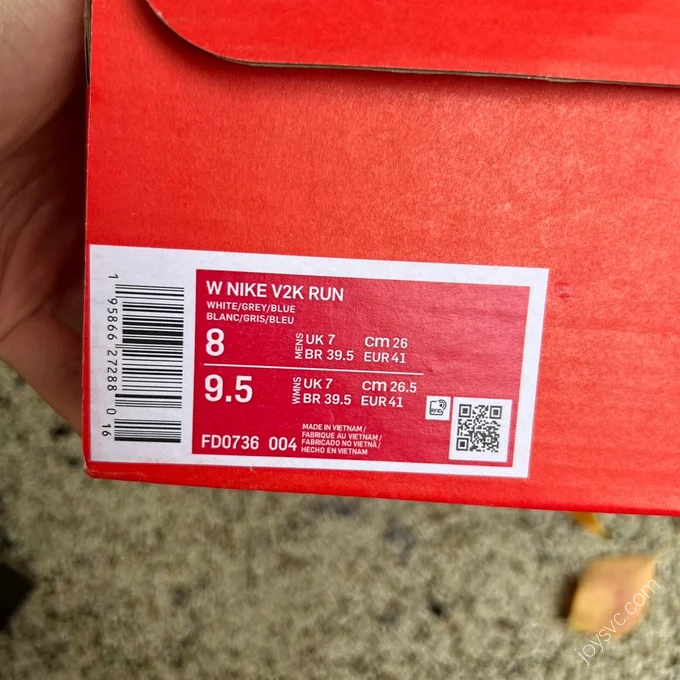 W NIKE V2K RUN
WHITE/GREY/BLUE
BLANC/GRIS/BLEU
8 MENS UK 7 cm 26
BR 39.5 EUR 41
9.5 WMNS UK 7 cm 26.5
BR 39.5 EUR 41
FD0736 004
MADE IN VIETNAM/
FABRIQUE AU VIETNAM/
FABRICADO NO VIETNÃ/
HECHO EN VIETNAM
RFID
1 95866 27288 0 16
joysvc.com